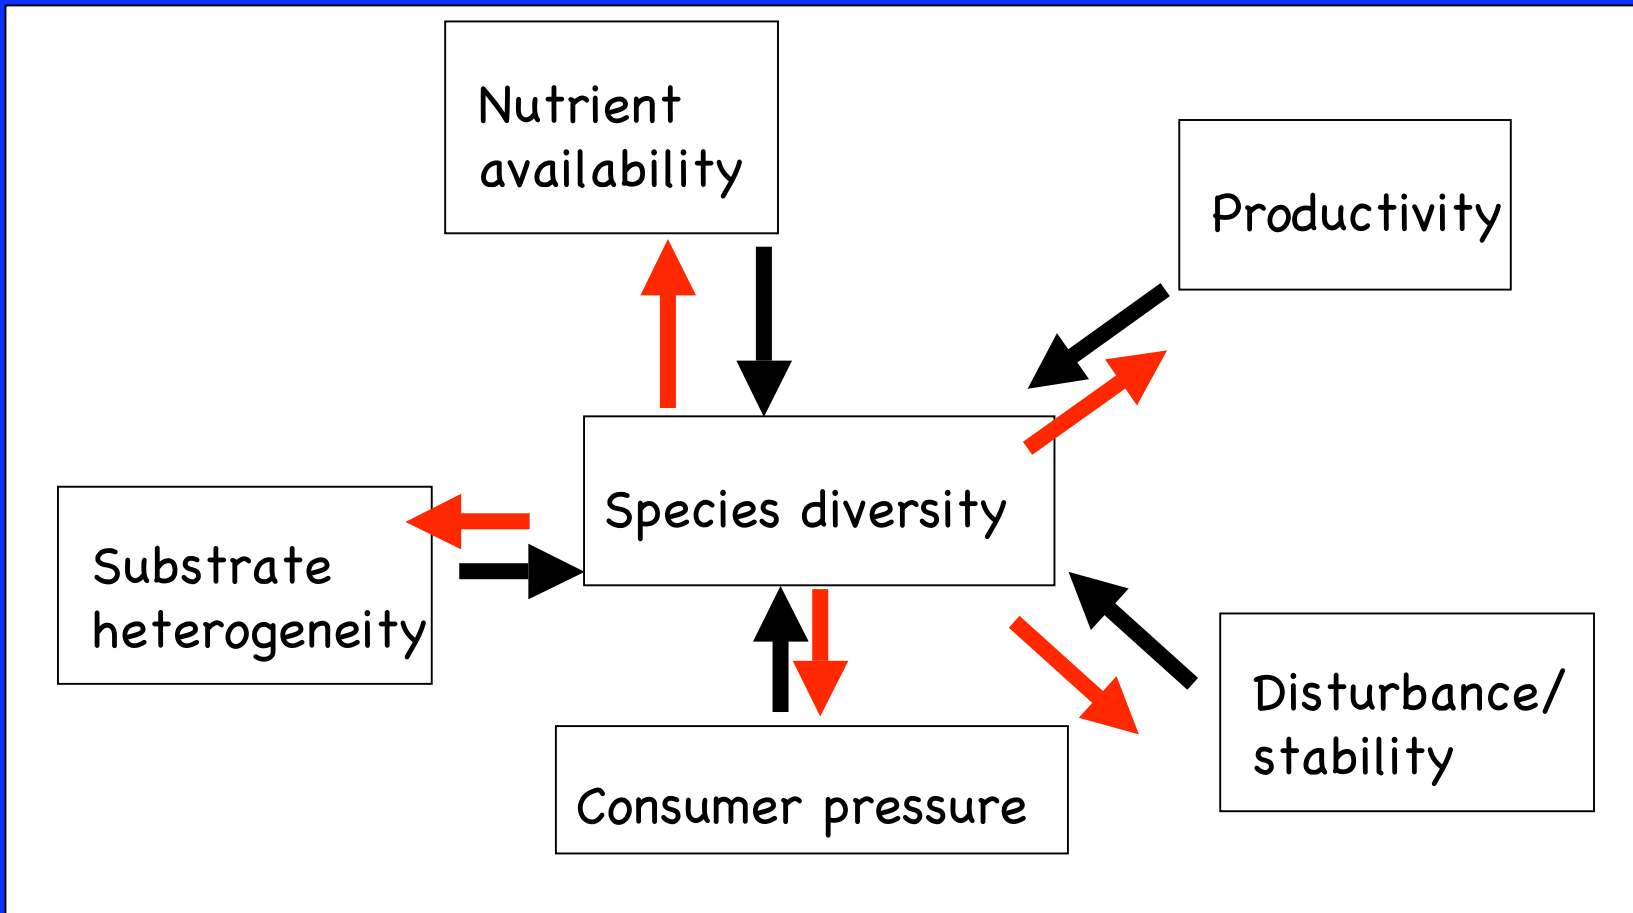 Nutrient
availability
Productivity
Species diversity
Substrate
heterogeneity
Consumer pressure
Disturbance/
stability